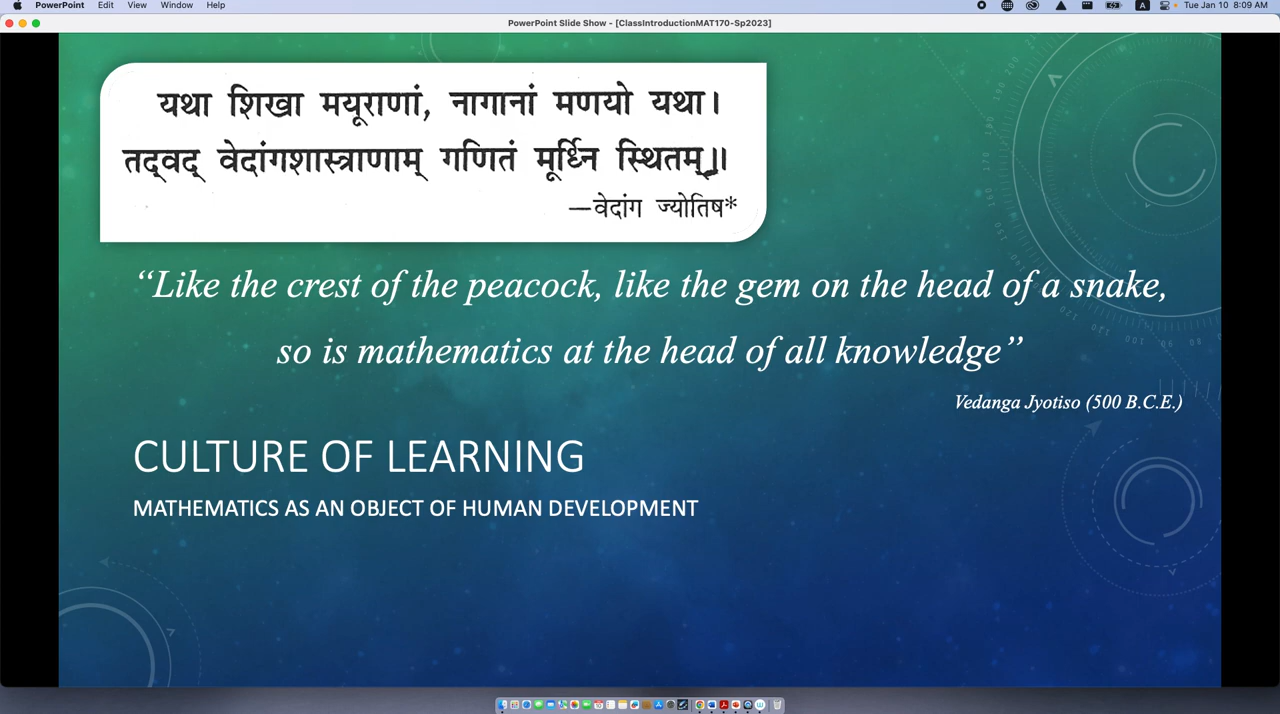 PowerPoint Edit View Window Help
A Tue Jan 10 8:09 AM
PowerPoint Slide Show - [ClassIntroductionMAT170-Sp2023]
यथा शिखा मयूराणां, नागानां मणयो यथा।
तद्वद् वेदांगशास्त्राणाम् गणितं मूर्ध्नि स्थितम्॥
—वेदांग ज्योतिष*
“Like the crest of the peacock, like the gem on the head of a snake,
so is mathematics at the head of all knowledge”
Vedanga Jyotiso (500 B.C.E.)
CULTURE OF LEARNING
MATHEMATICS AS AN OBJECT OF HUMAN DEVELOPMENT